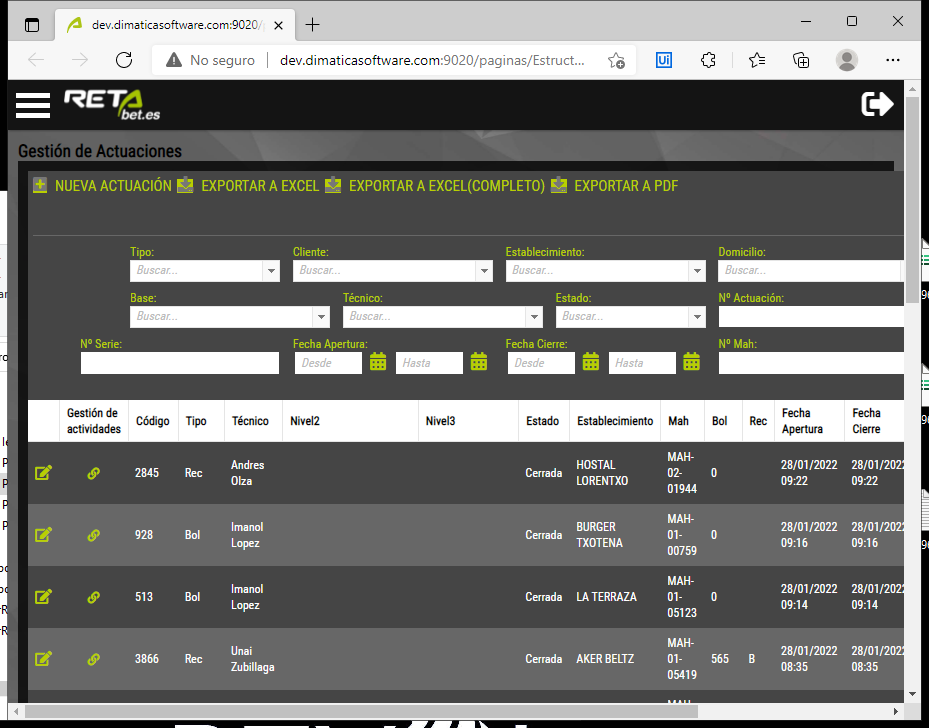 dev.dimaticasoftware.com:9020/
No seguro
dev.dimaticasoftware.com:9020/paginas/Estruct...
Ui
RETA
bet.es
Gestión de Actuaciones
NUEVA ACTUACIÓN EXPORTAR A EXCEL EXPORTAR A EXCEL(COMPLETO) EXPORTAR A PDF
Tipo: Cliente: Establecimiento: Domicilio:
Buscar... Buscar... Buscar... Buscar...
Base: Técnico: Estado: Nº Actuación:
Buscar... Buscar... Buscar...
Nº Serie: Fecha Apertura: Fecha Cierre: Nº Mah:
Desde Hasta Desde Hasta
Gestión de actividades Código Tipo Técnico Nivel2 Nivel3 Estado Establecimiento Mah Bol Rec Fecha Apertura Fecha Cierre
2845 Rec Andres Olza Cerrada HOSTAL LORENTXO MAH-02-01944 0 28/01/2022 09:22 28/01/2022 09:22
928 Bol Imanol Lopez Cerrada BURGER TXOTENA MAH-01-00759 0 28/01/2022 09:16 28/01/2022 09:16
513 Bol Imanol Lopez Cerrada LA TERRAZA MAH-01-05123 0 28/01/2022 09:14 28/01/2022 09:14
3866 Rec Unai Zubillaga Cerrada AKER BELTZ MAH-01-05419 565 B 28/01/2022 08:35 28/01/2022 08:35